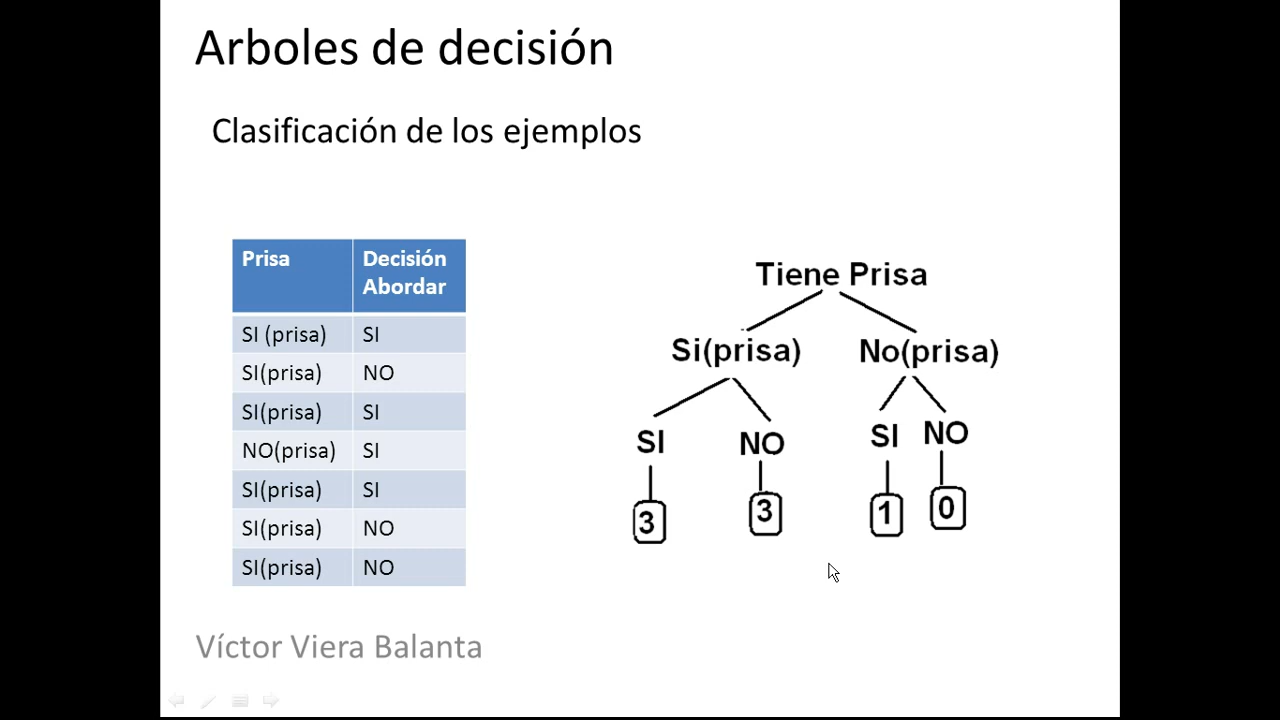 Arboles de decisión
Clasificación de los ejemplos
Prisa Decisión
Abordar
SI (prisa) SI
SI(prisa) NO
SI(prisa) SI
NO(prisa) SI
SI(prisa) SI
SI(prisa) NO
SI(prisa) NO
Tiene Prisa
Si(prisa) No(prisa)
SI NO SI NO
3 3 1 0
Víctor Viera Balanta